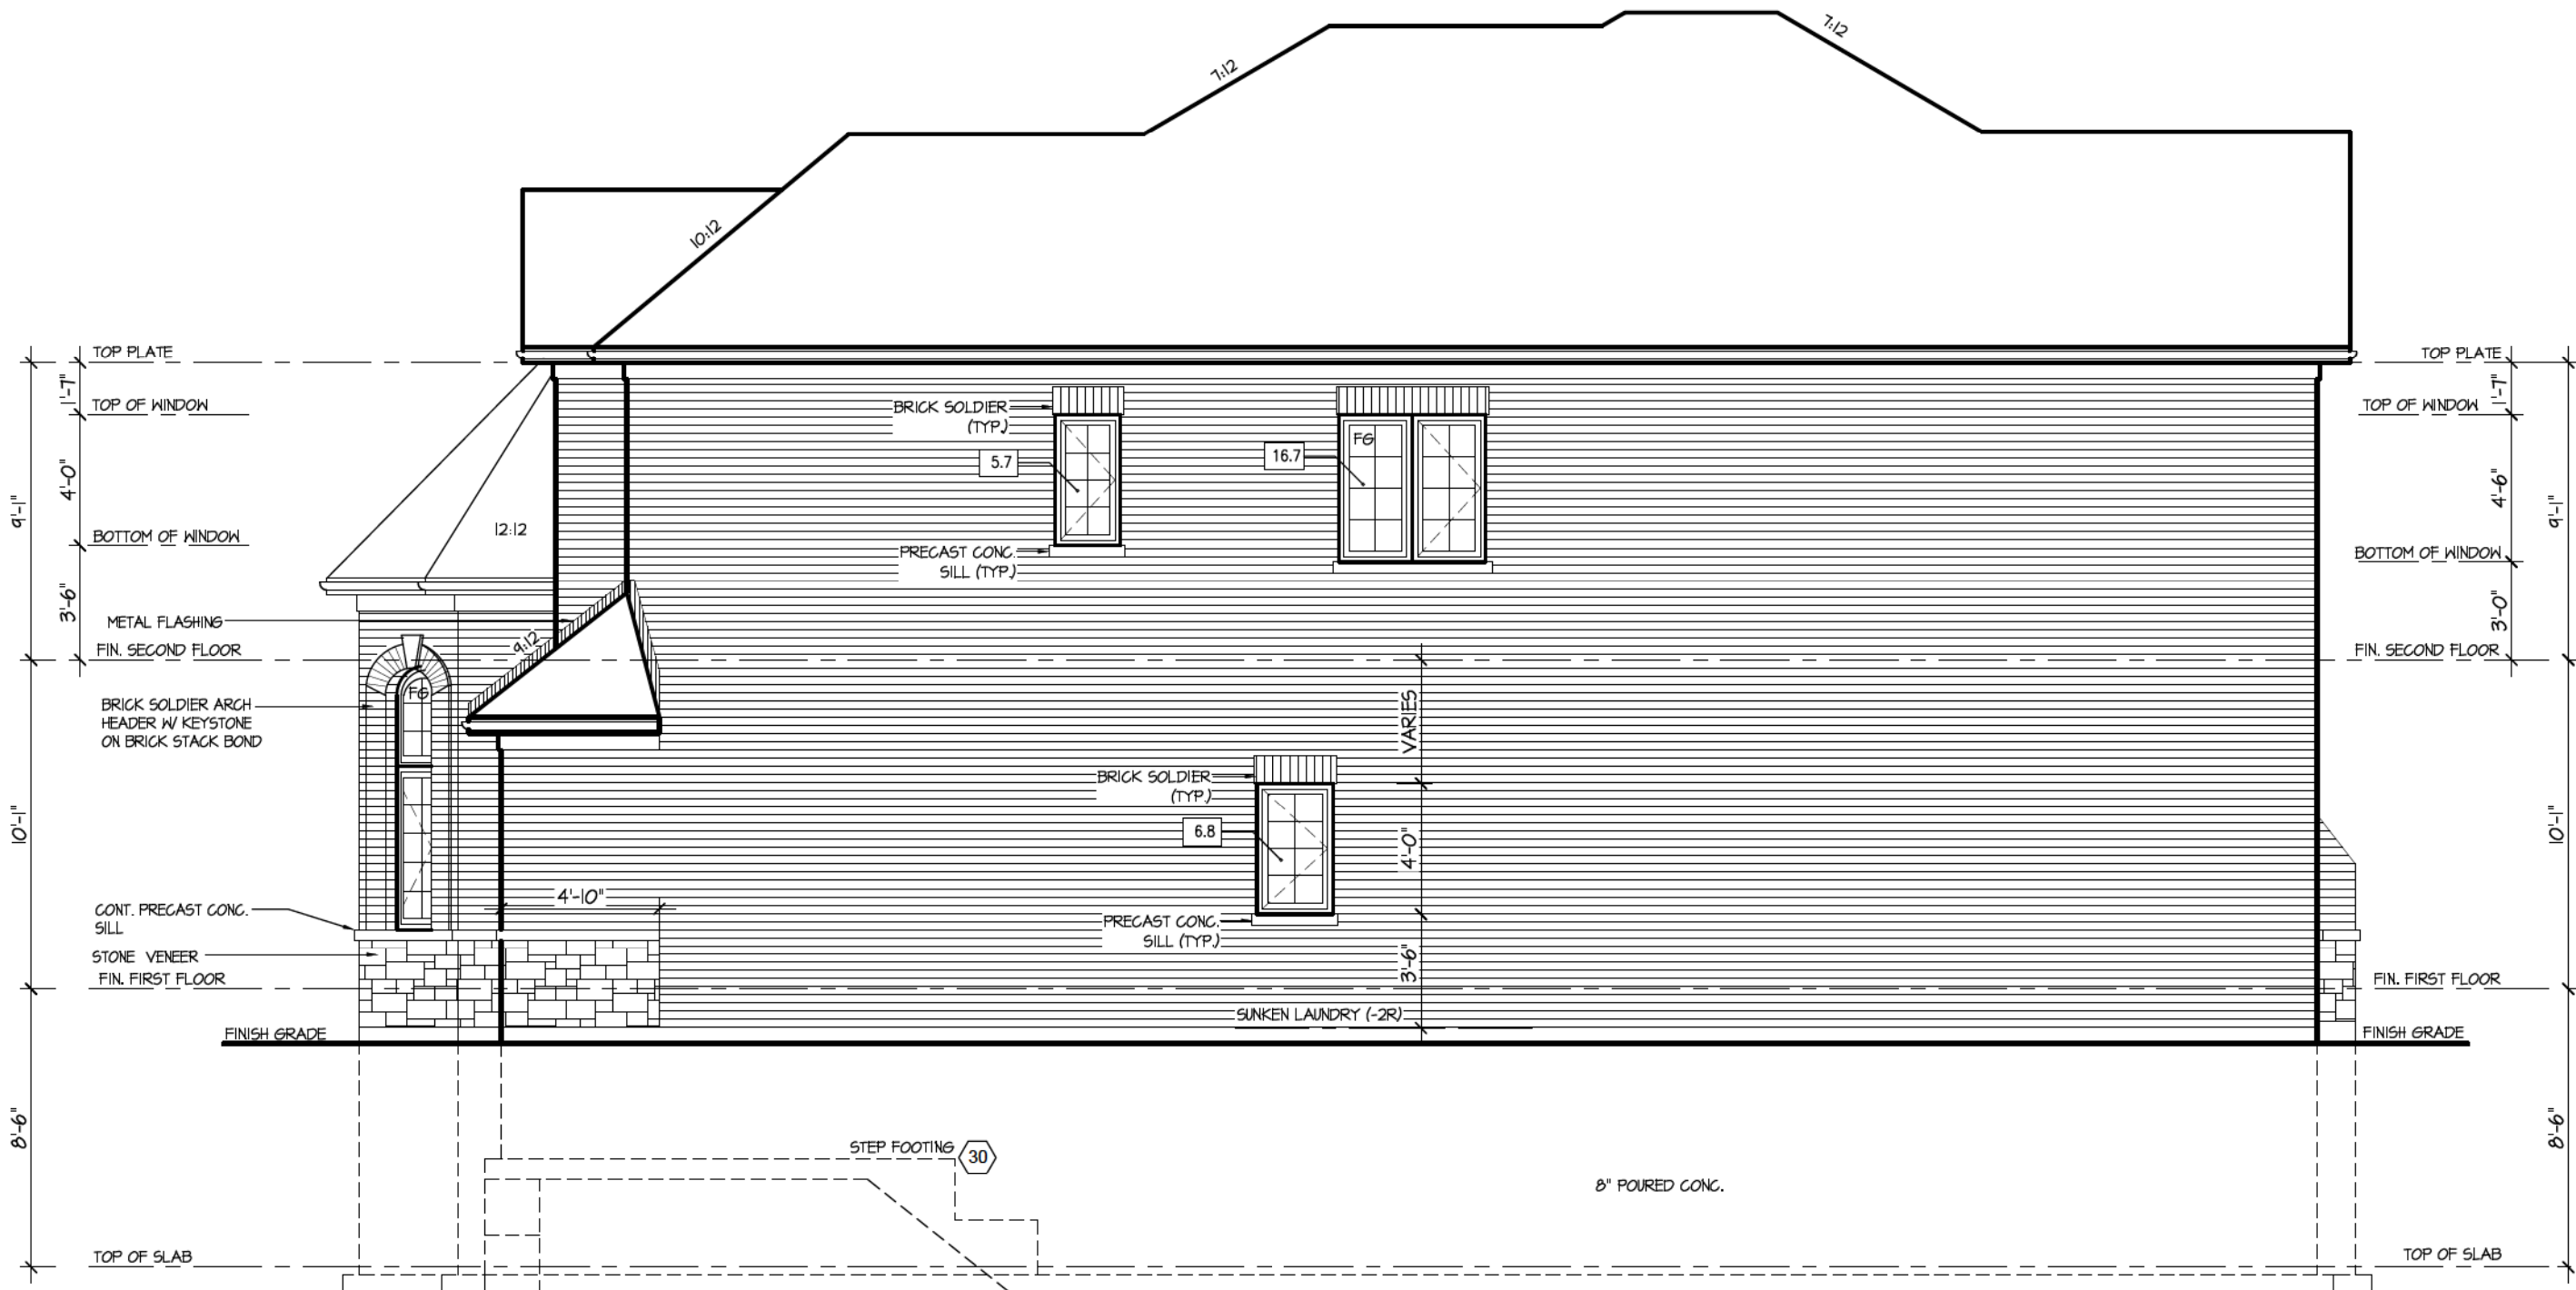 7:12
7:12
10:12
TOP PLATE
TOP PLATE
1'-7"
1'-7"
TOP OF WINDOW
TOP OF WINDOW
BRICK SOLDIER
(TYP.)
FG
5.7
16.7
4'-0"
4'-6"
9'-1"
9'-1"
12:12
BOTTOM OF WINDOW
BOTTOM OF WINDOW
PRECAST CONC.
SILL (TYP.)
3'-6"
3'-0"
METAL FLASHING
9:12
FIN. SECOND FLOOR
FIN. SECOND FLOOR
FG
BRICK SOLDIER ARCH
HEADER W/ KEYSTONE
ON BRICK STACK BOND
VARIES
BRICK SOLDIER
(TYP.)
6.8
10'-1"
10'-1"
4'-0"
4'-10"
CONT. PRECAST CONC.
SILL
PRECAST CONC.
SILL (TYP.)
STONE VENEER
3'-6"
FIN. FIRST FLOOR
FIN. FIRST FLOOR
SUNKEN LAUNDRY (-2R)
FINISH GRADE
FINISH GRADE
8'-6"
8'-6"
STEP FOOTING
30
8" POURED CONC.
TOP OF SLAB
TOP OF SLAB